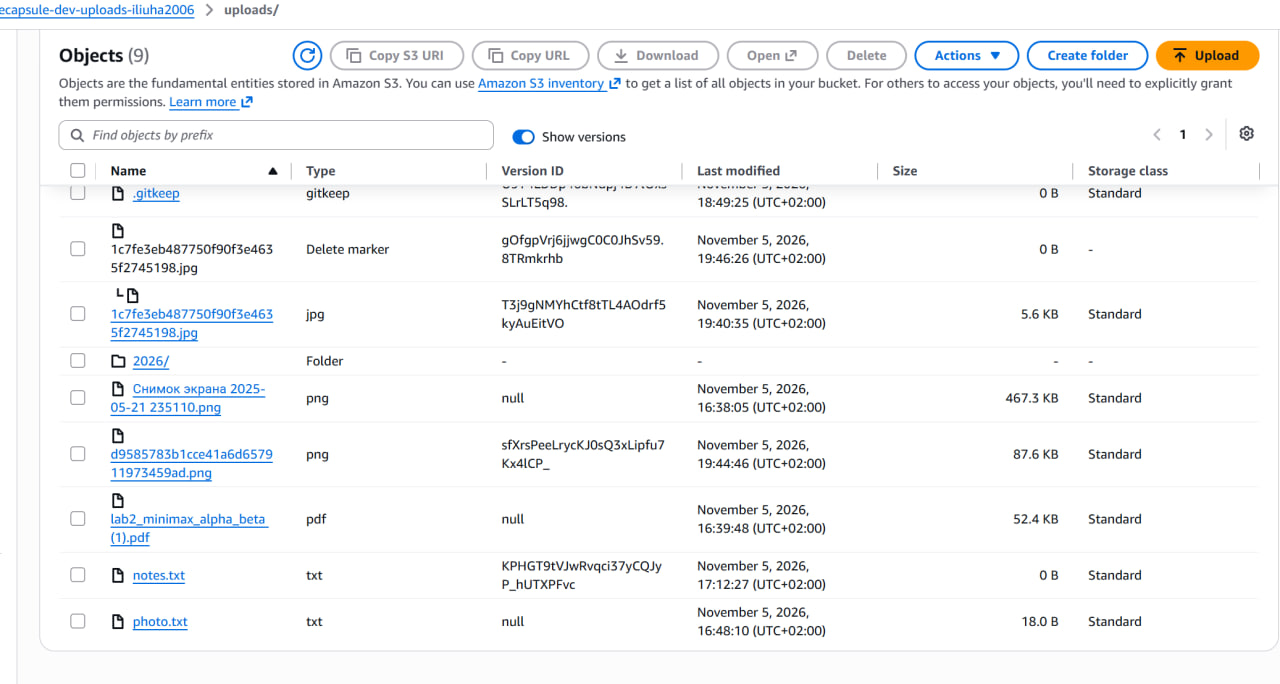 ecapsule-dev-uploads-iliuha2006 > uploads/
Objects (9)
Copy S3 URI
Copy URL
Download
Open
Delete
Actions
Create folder
Upload
Objects are the fundamental entities stored in Amazon S3. You can use Amazon S3 inventory to get a list of all objects in your bucket. For others to access your objects, you'll need to explicitly grant
them permissions. Learn more
Find objects by prefix
Show versions
1
Name Type Version ID Last modified Size Storage class
.gitkeep gitkeep SLrLT5q98. November 5, 2026, 18:49:25 (UTC+02:00) 0 B Standard
1c7fe3eb487750f90f3e463
5f2745198.jpg
Delete marker
gOfgpVrj6jjwgC0C0JhSv59.
8TRmkrhb
November 5, 2026,
19:46:26 (UTC+02:00)
0 B -
1c7fe3eb487750f90f3e463
5f2745198.jpg
jpg
T3j9gNMYhCtf8tTL4AOdrf5
kyAuEitVO
November 5, 2026,
19:40:35 (UTC+02:00)
5.6 KB Standard
2026/ Folder - - - -
Снимок экрана 2025-
05-21 235110.png
png
null
November 5, 2026,
16:38:05 (UTC+02:00)
467.3 KB Standard
d9585783b1cce41a6d6579
11973459ad.png
png
sfXrsPeeLrycKJ0sQ3xLipfu7
Kx4lCP_
November 5, 2026,
19:44:46 (UTC+02:00)
87.6 KB Standard
lab2_minimax_alpha_beta
(1).pdf
pdf
null
November 5, 2026,
16:39:48 (UTC+02:00)
52.4 KB Standard
notes.txt
txt
KPHGT9tVJwRvqci37yCQJy
P_hUTXPFvc
November 5, 2026,
17:12:27 (UTC+02:00)
0 B Standard
photo.txt
txt
null
November 5, 2026,
16:48:10 (UTC+02:00)
18.0 B Standard